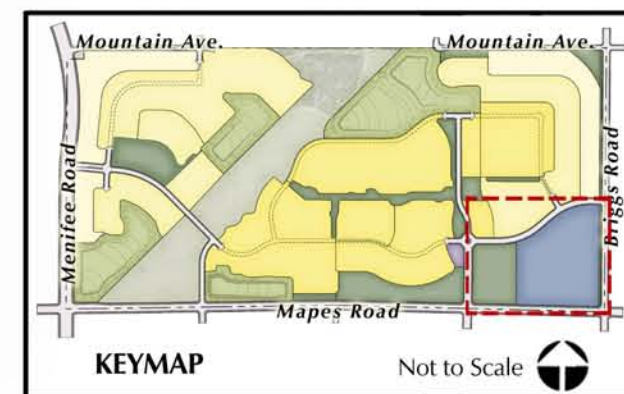 Mountain Ave.
Mountain Ave.
Menifee Road
Briggs Road
Mapes Road
KEYMAP
Not to Scale